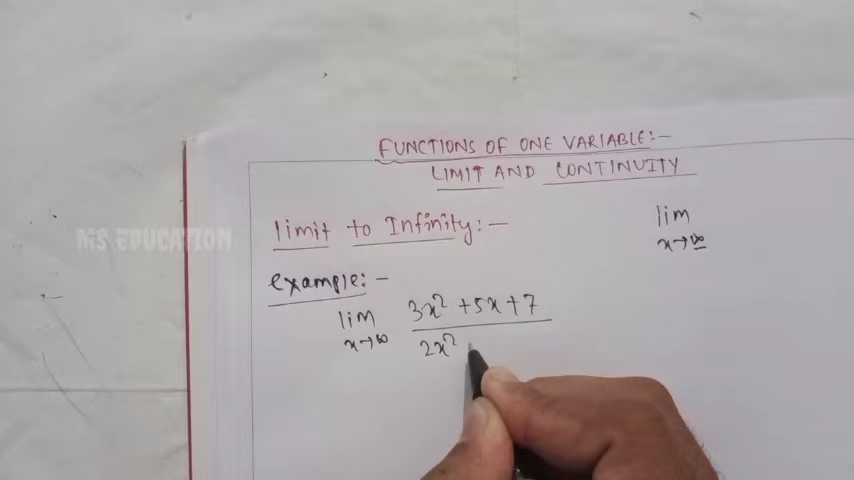 FUNCTIONS OF ONE VARIABLE:-
LIMIT AND CONTINUITY
limit to Infinity:-
lim
x→∞
MS EDUCATION
example:-
lim
x→∞
3x² +5x+7
2x²